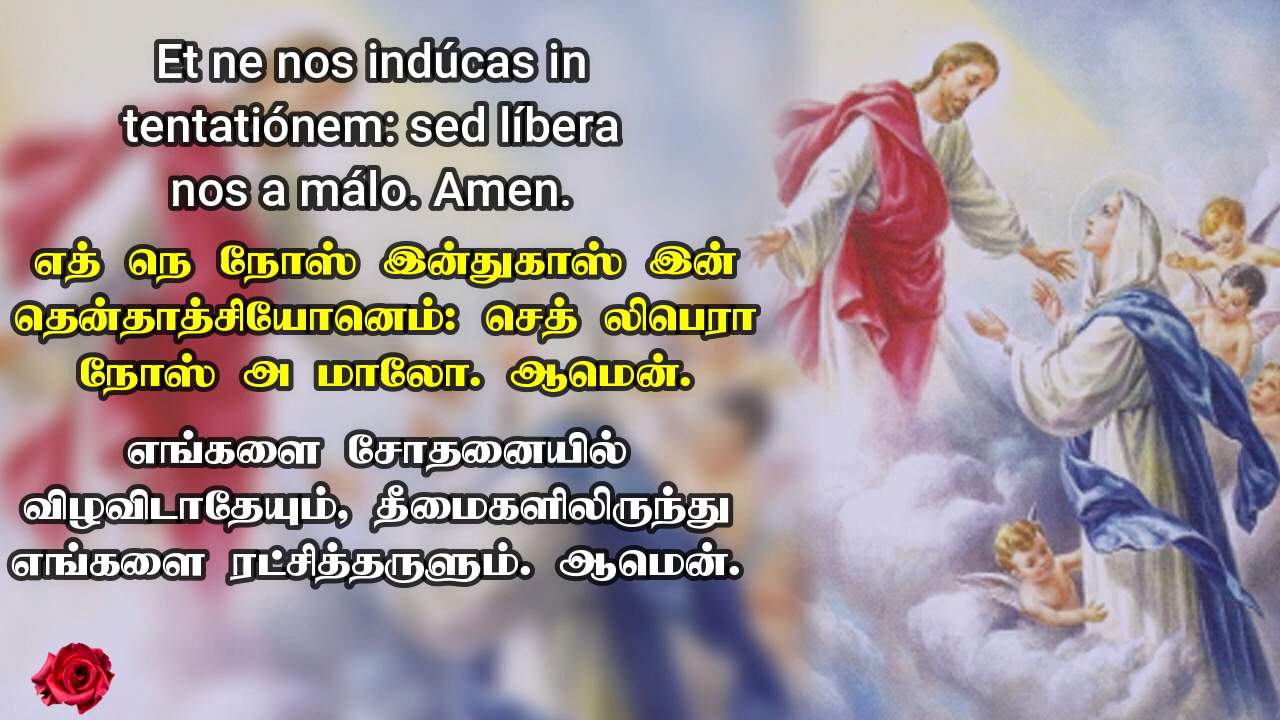 Et ne nos indúcas in
tentatiónem: sed líbera
nos a málo. Amen.
எத் நெ நோஸ் இன்துகாஸ் இன்
தென்தாத்சியோனெம்: செத் லிபெரா
நோஸ் அ மாலோ. ஆமென்.
எங்களை சோதனையில்
விழவிடாதேயும், தீமைகளிலிருந்து
எங்களை ரட்சித்தருளும். ஆமென்.